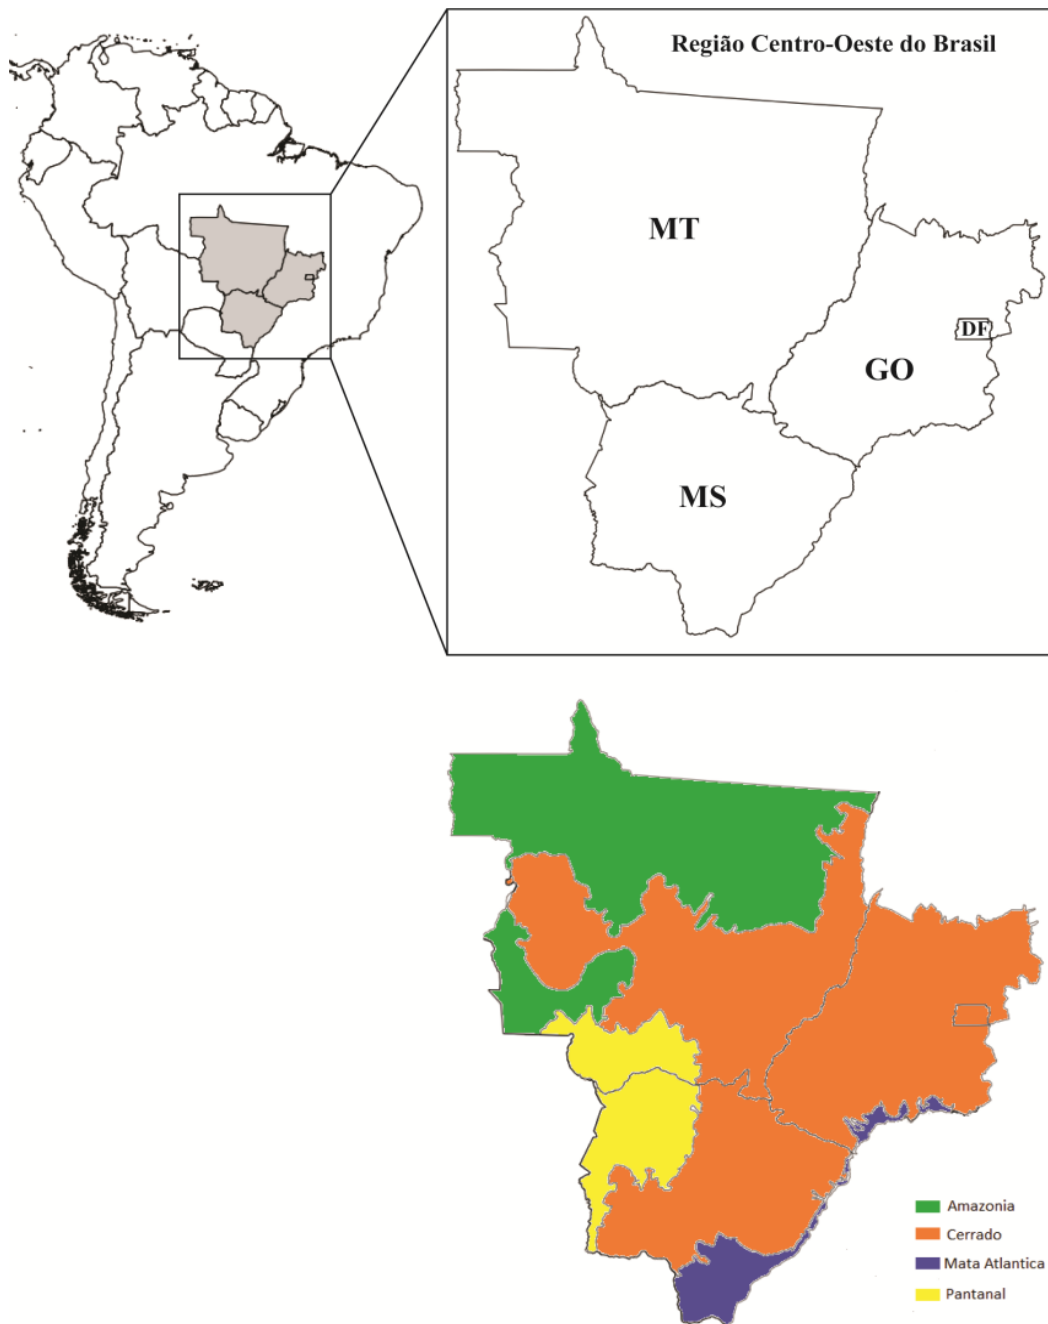 Região Centro-Oeste do Brasil
MT
DF
GO
MS
Amazonia
Cerrado
Mata Atlantica
Pantanal